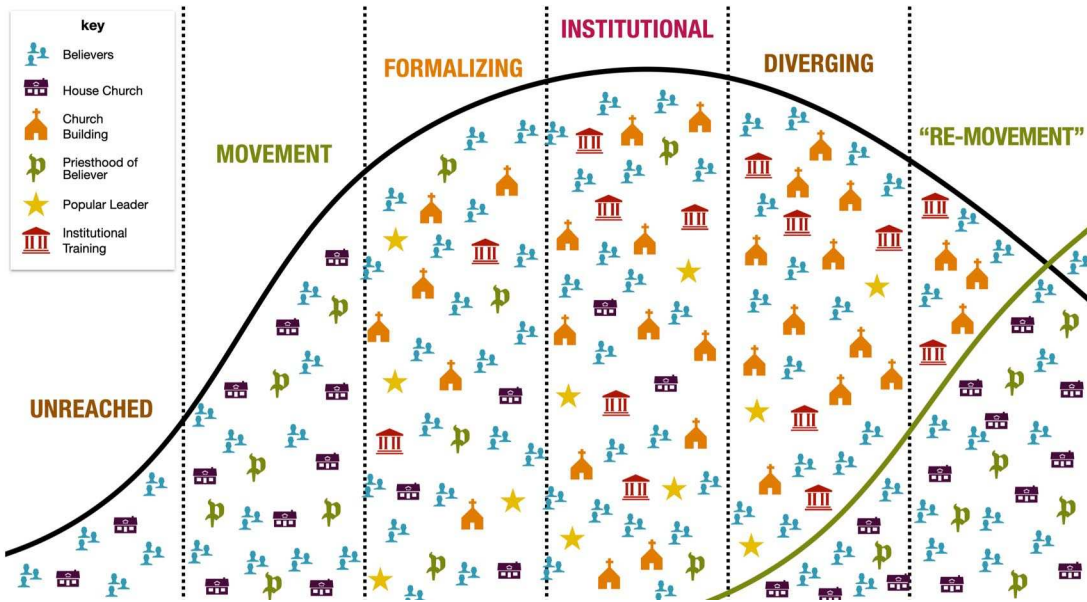 key
Believers
House Church
Church
Building
Priesthood of
Believer
Popular Leader
Institutional
Training
UNREACHED
MOVEMENT
FORMALIZING
INSTITUTIONAL
DIVERGING
“RE-MOVEMENT”